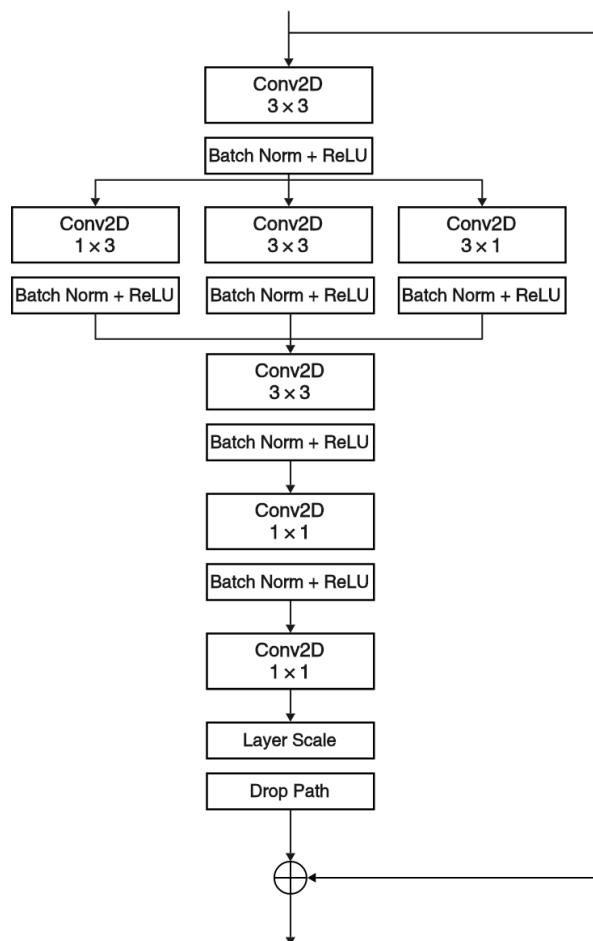 Conv2D
3 × 3
Batch Norm + ReLU
Conv2D
1 × 3
Conv2D
3 × 3
Conv2D
3 × 1
Batch Norm + ReLU
Batch Norm + ReLU
Batch Norm + ReLU
Conv2D
3 × 3
Batch Norm + ReLU
Conv2D
1 × 1
Batch Norm + ReLU
Conv2D
1 × 1
Layer Scale
Drop Path